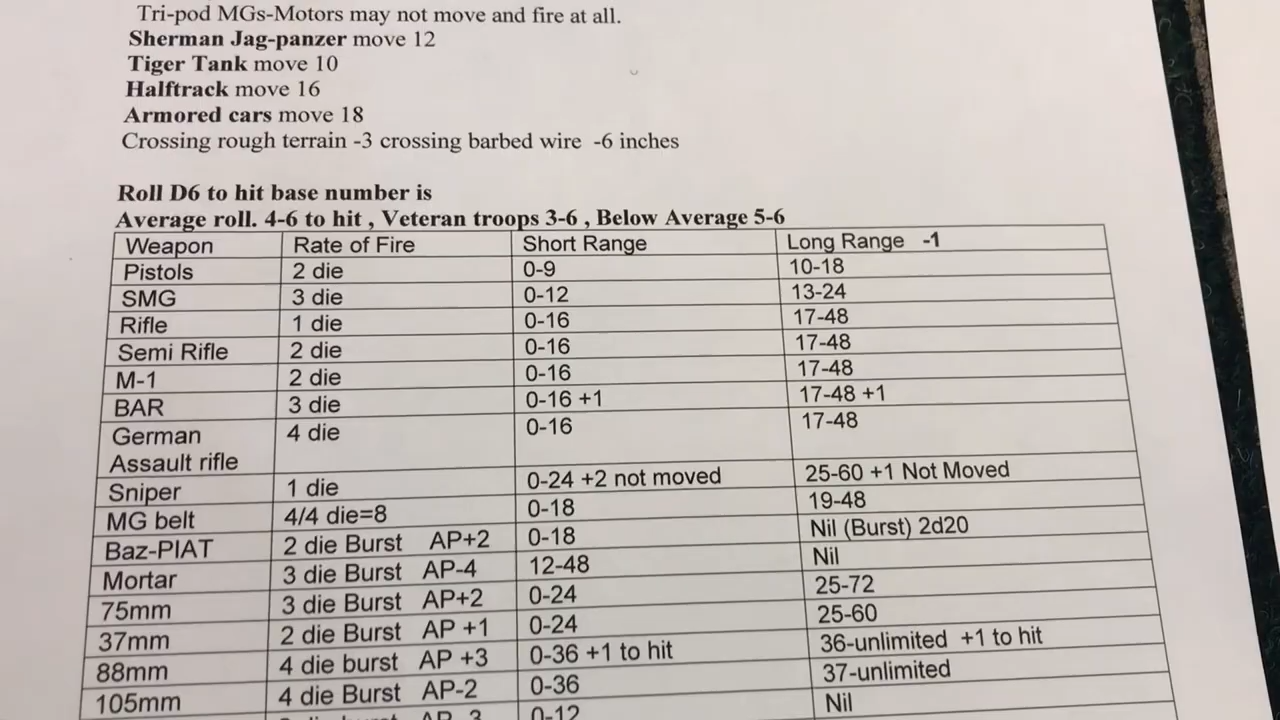 Tri-pod MGs-Motors may not move and fire at all.
Sherman Jag-panzer move 12
Tiger Tank move 10
Halftrack move 16
Armored cars move 18
Crossing rough terrain -3 crossing barbed wire -6 inches
Roll D6 to hit base number is
Average roll. 4-6 to hit , Veteran troops 3-6 , Below Average 5-6
Weapon Rate of Fire Short Range Long Range -1
Pistols 2 die 0-9 10-18
SMG 3 die 0-12 13-24
Rifle 1 die 0-16 17-48
Semi Rifle 2 die 0-16 17-48
M-1 2 die 0-16 17-48
BAR 3 die 0-16 +1 17-48 +1
German 4 die 0-16 17-48
Assault rifle
Sniper 1 die 0-24 +2 not moved 25-60 +1 Not Moved
MG belt 4/4 die=8 0-18 19-48
Baz-PIAT 2 die Burst AP+2 0-18 Nil (Burst) 2d20
Mortar 3 die Burst AP-4 12-48 Nil
75mm 3 die Burst AP+2 0-24 25-72
37mm 2 die Burst AP +1 0-24 25-60
88mm 4 die burst AP +3 0-36 +1 to hit 36-unlimited +1 to hit
105mm 4 die Burst AP-2 0-36 37-unlimited
die burst 0-12 Nil